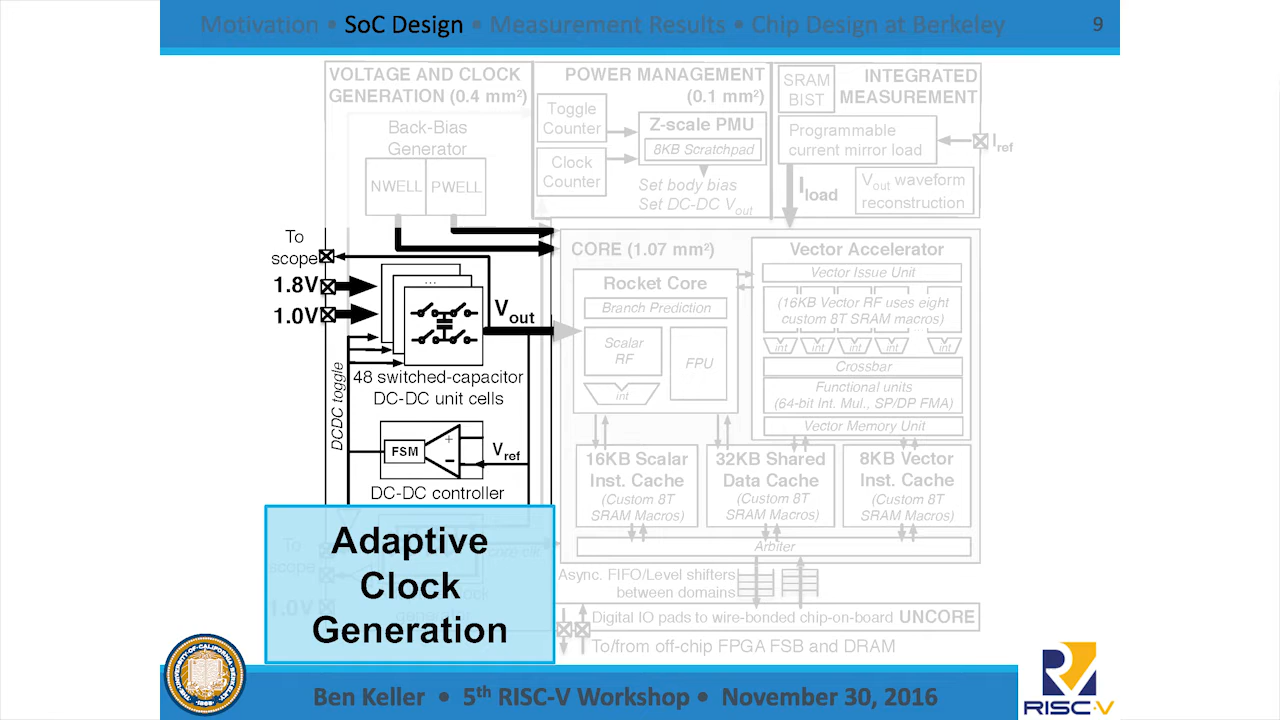 Motivation • SoC Design • Measurement Results • Chip Design at Berkeley
9
VOLTAGE AND CLOCK
GENERATION (0.4 mm²)
Back-Bias
Generator
NWELL
PWELL
POWER MANAGEMENT
(0.1 mm²)
Toggle
Counter
Clock
Counter
Z-scale PMU
8KB Scratchpad
Set body bias
Set DC-DC Vout
SRAM
BIST
INTEGRATED
MEASUREMENT
Programmable
current mirror load
Iref
Iload
Vout waveform
reconstruction
To
scope
1.8V
1.0V
...
Vout
48 switched-capacitor
DC-DC unit cells
DCDC toggle
FSM
+
−
Vref
DC-DC controller
CORE (1.07 mm²)
Rocket Core
Branch Prediction
Scalar
RF
FPU
int
Vector Accelerator
Vector Issue Unit
(16KB Vector RF uses eight
custom 8T SRAM macros)
...
int
int
int
int
int
Crossbar
Functional units
(64-bit Int. Mul., SP/DP FMA)
Vector Memory Unit
16KB Scalar
Inst. Cache
(Custom 8T
SRAM Macros)
32KB Shared
Data Cache
(Custom 8T
SRAM Macros)
8KB Vector
Inst. Cache
(Custom 8T
SRAM Macros)
Arbiter
Async. FIFO/Level shifters
between domains
Digital IO pads to wire-bonded chip-on-board UNCORE
To/from off-chip FPGA FSB and DRAM
To
scope
1.0V
Adaptive
Clock
Generation
Ben Keller • 5th RISC-V Workshop • November 30, 2016
RISC-V